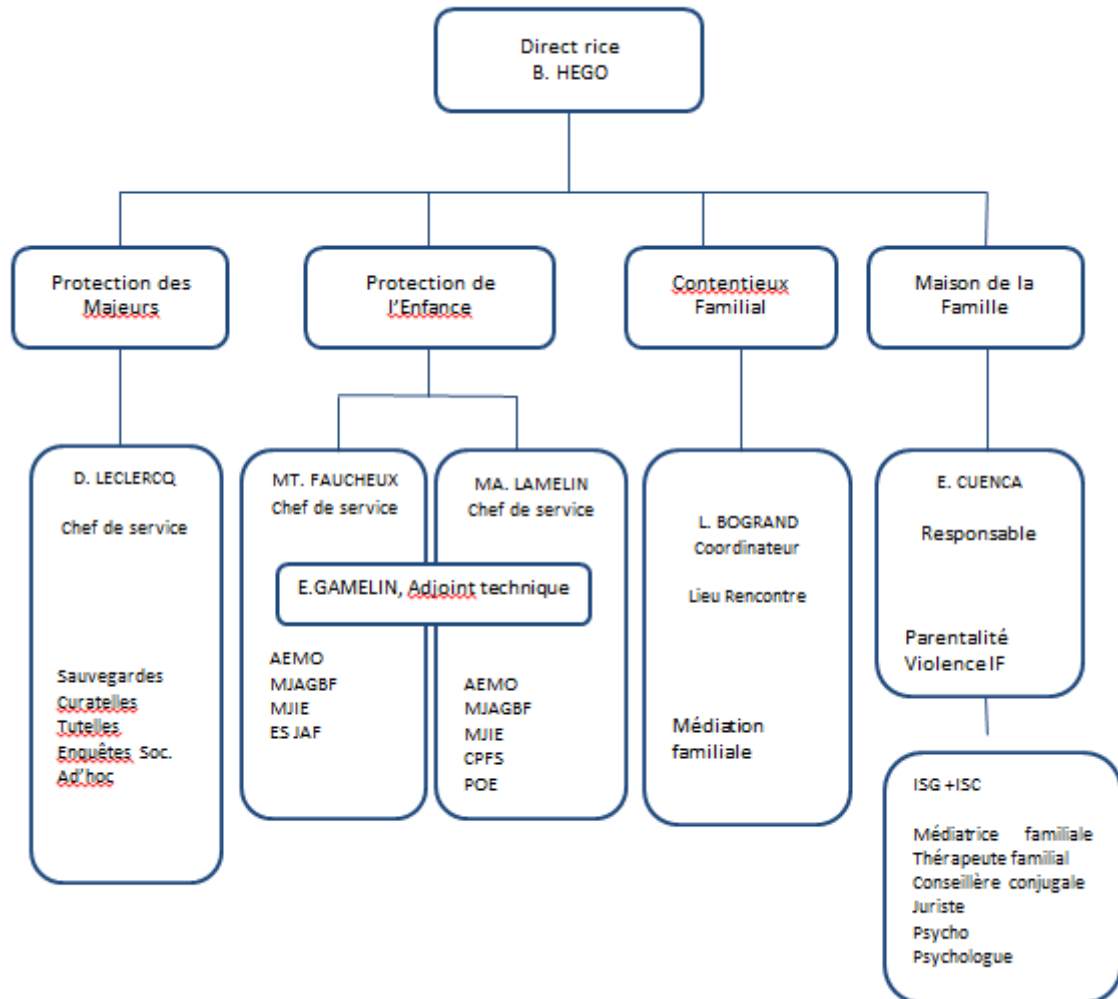 Direct rice
B. HEGO
Protection des
Majeurs
Protection de
l'Enfance
Contentieux
Familial
Maison de la
Famille
D. LECLERCQ
Chef de service
Sauvegardes
Curatelles
Tutelles
Enquêtes Soc.
Ad'hoc
MT. FAUCHEUX
Chef de service
MA. LAMELIN
Chef de service
E.GAMELIN, Adjoint technique
AEMO
MJAGBF
MJIE
ES JAF
AEMO
MJAGBF
MJIE
CPFS
POE
L. BOGRAND
Coordinateur
Lieu Rencontre
Médiation
familiale
E. CUENCA
Responsable
Parentalité
Violence IF
ISG +ISC
Médiatrice familiale
Thérapeute familial
Conseillère conjugale
Juriste
Psycho
Psychologue